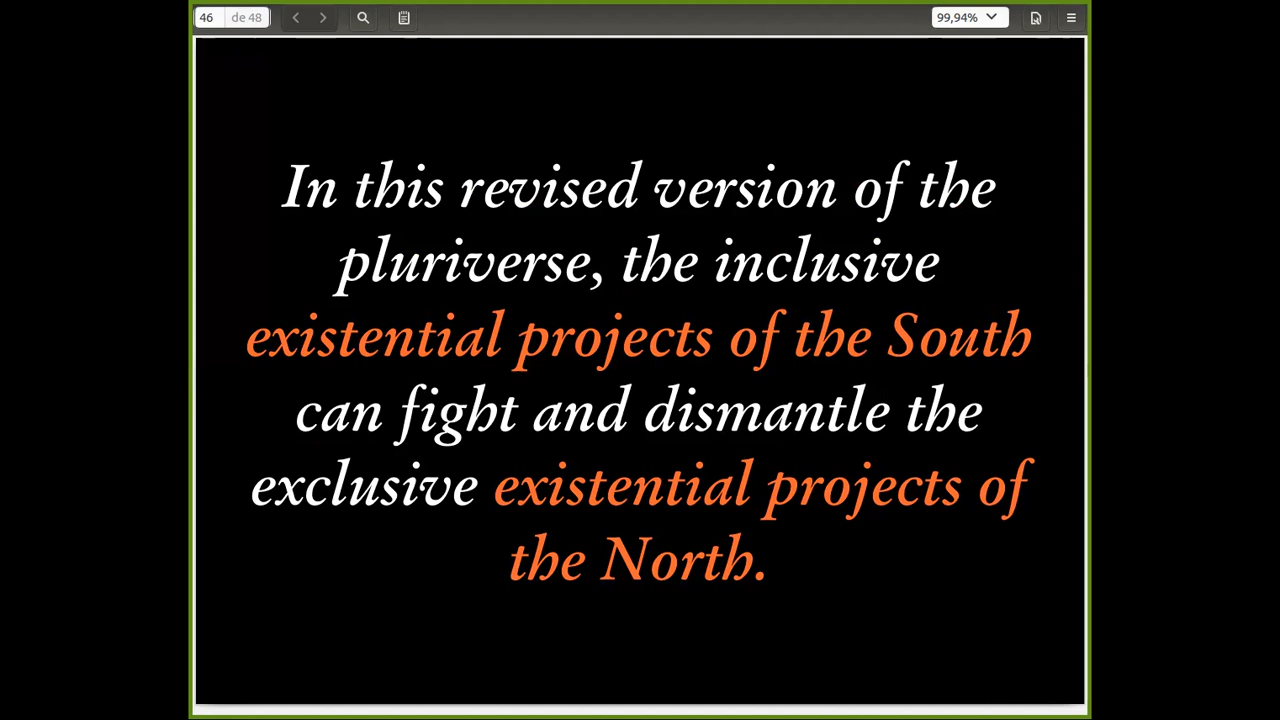 46 de 48 99,94%
In this revised version of the
pluriverse, the inclusive
existential projects of the South
can fight and dismantle the
exclusive existential projects of
the North.